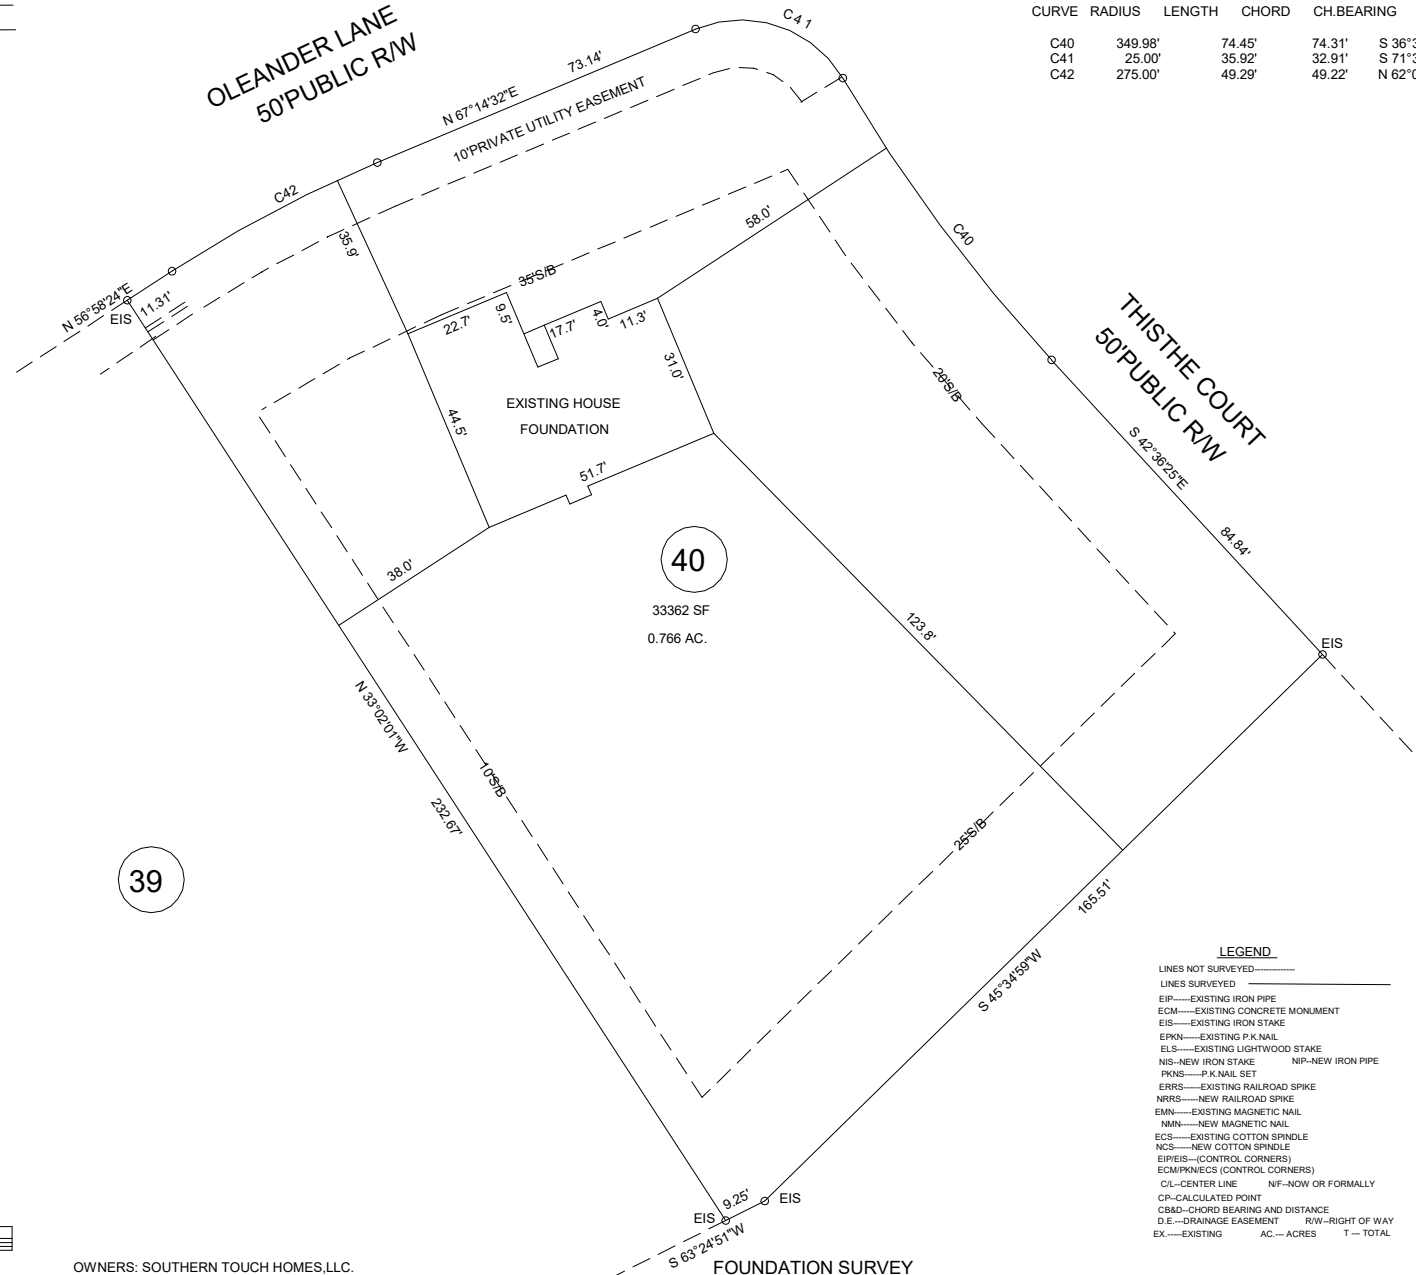 CURVE RADIUS LENGTH CHORD CH.BEARING
C40 349.98' 74.45' 74.31' S 36°3
C41 25.00' 35.92' 32.91' S 71°3
C42 275.00' 49.29' 49.22' N 62°0
OLEANDER LANE
50'PUBLIC R/W
C41
73.14'
N 67°14'32"E
10'PRIVATE UTILITY EASEMENT
C42
35.9'
58.0'
C40
N 56°58'24"E
11.31'
EIS
35'S/B
22.7'
9.5'
17.7'
4.0'
11.3'
31.0'
THISTHE COURT
50'PUBLIC R/W
20'S/B
EXISTING HOUSE
FOUNDATION
44.5'
51.7'
S 42°36'25"E
84.84'
38.0'
40
33362 SF
0.766 AC.
123.8'
EIS
N 33°02'01"W
232.67'
10'S/B
25'S/B
39
165.51'
S 45°34'59"W
LEGEND
LINES NOT SURVEYED--------------
LINES SURVEYED
EIP------EXISTING IRON PIPE
ECM------EXISTING CONCRETE MONUMENT
EIS------EXISTING IRON STAKE
EPKN------EXISTING P.K.NAIL
ELS------EXISTING LIGHTWOOD STAKE
NIS--NEW IRON STAKE NIP--NEW IRON PIPE
PKNS------P.K.NAIL SET
ERRS------EXISTING RAILROAD SPIKE
NRRS------NEW RAILROAD SPIKE
EMN------EXISTING MAGNETIC NAIL
NMN------NEW MAGNETIC NAIL
ECS------EXISTING COTTON SPINDLE
NCS------NEW COTTON SPINDLE
EIP/EIS---(CONTROL CORNERS)
ECM/PKN/ECS (CONTROL CORNERS)
C/L--CENTER LINE N/F--NOW OR FORMALLY
CP--CALCULATED POINT
CB&D--CHORD BEARING AND DISTANCE
D.E.---DRAINAGE EASEMENT R/W--RIGHT OF WAY
EX.-----EXISTING AC.--- ACRES T --- TOTAL
9.25'
EIS
EIS
S 63°24'51"W
OWNERS: SOUTHERN TOUCH HOMES,LLC.
FOUNDATION SURVEY